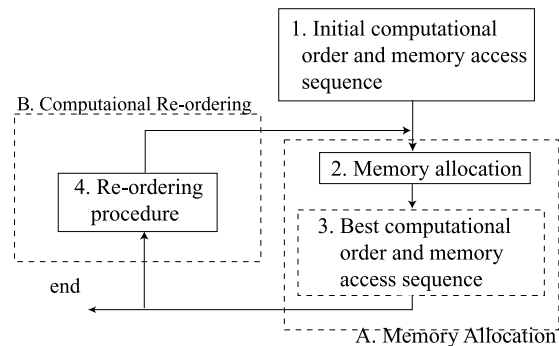 1. Initial computational
order and memory access
sequence
B. Computaional Re-ordering
2. Memory allocation
4. Re-ordering
procedure
3. Best computational
order and memory
access sequence
end
A. Memory Allocation